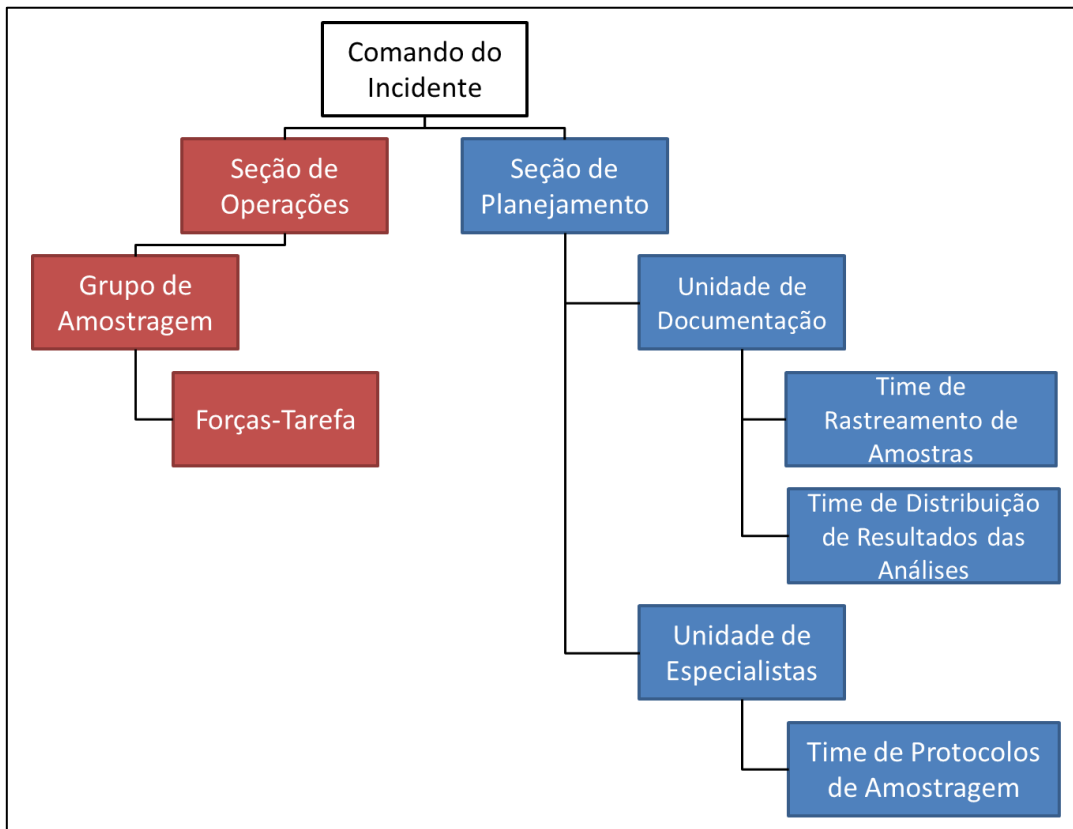 Comando do
Incidente
Seção de
Operações
Seção de
Planejamento
Grupo de
Amostragem
Unidade de
Documentação
Forças-Tarefa
Time de
Rastreamento de
Amostras
Time de Distribuição
de Resultados das
Análises
Unidade de
Especialistas
Time de Protocolos
de Amostragem